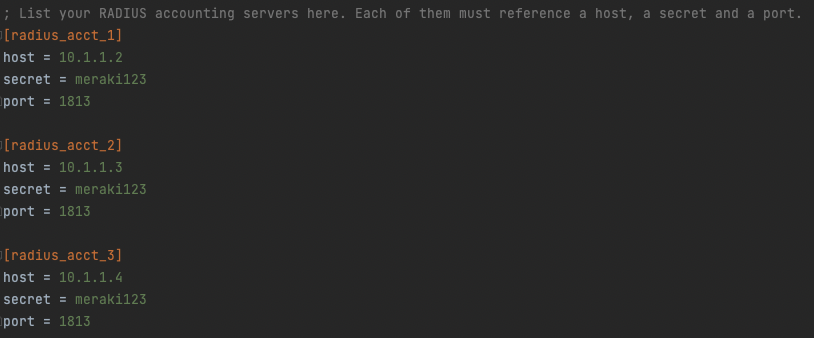 ; List your RADIUS accounting servers here. Each of them must reference a host, a secret and a port.
[radius_acct_1]
host = 10.1.1.2
secret = meraki123
port = 1813
[radius_acct_2]
host = 10.1.1.3
secret = meraki123
port = 1813
[radius_acct_3]
host = 10.1.1.4
secret = meraki123
port = 1813